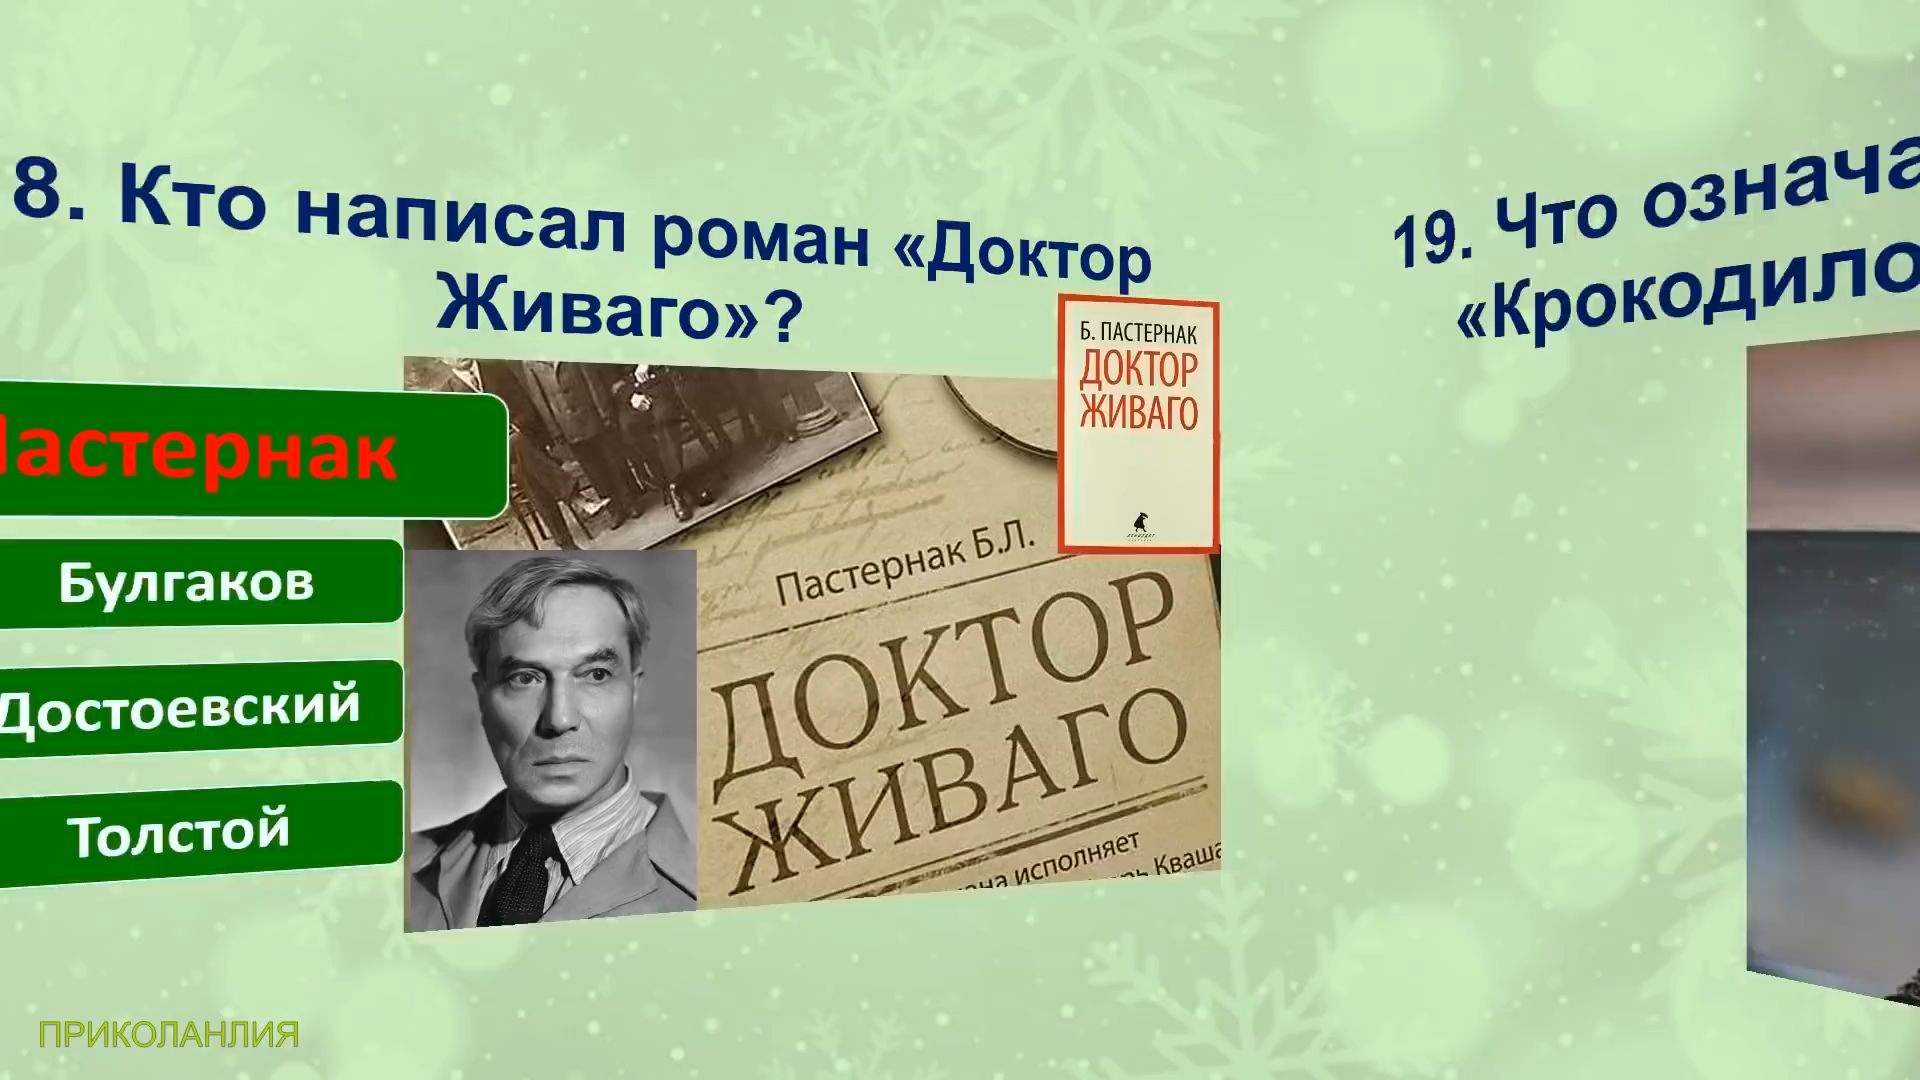 8. Кто написал роман «Доктор
Живаго»?
Пастернак
Булгаков
Достоевский
Толстой
Б. ПАСТЕРНАК
ДОКТОР
ЖИВАГО
Пастернак Б.Л.
ДОКТОР
ЖИВАГО
исполняет
Кваша
19. Что означа
«Крокодило
ПРИКОЛАНЛИЯ